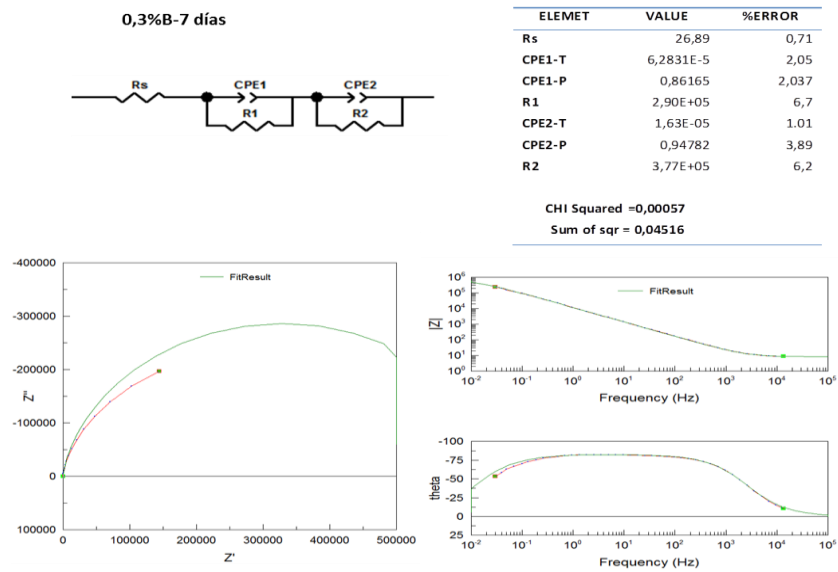 0,3%B-7 días
Rs
CPE1
R1
CPE2
R2
ELEMET VALUE %ERROR
Rs 26,89 0,71
CPE1-T 6,2831E-5 2,05
CPE1-P 0,86165 2,037
R1 2,90E+05 6,7
CPE2-T 1,63E-05 1.01
CPE2-P 0,94782 3,89
R2 3,77E+05 6,2
CHI Squared =0,00057
Sum of sqr = 0,04516
-400000
-300000
-200000
-100000
0
100000
Z''
FitResult
0 100000 200000 300000 400000 500000
Z'
10^6
10^5
10^4
10^3
10^2
10^1
10^0
|Z|
FitResult
10^-2 10^-1 10^0 10^1 10^2 10^3 10^4 10^5
Frequency (Hz)
-100
-75
-50
-25
0
25
theta
10^-2 10^-1 10^0 10^1 10^2 10^3 10^4 10^5
Frequency (Hz)